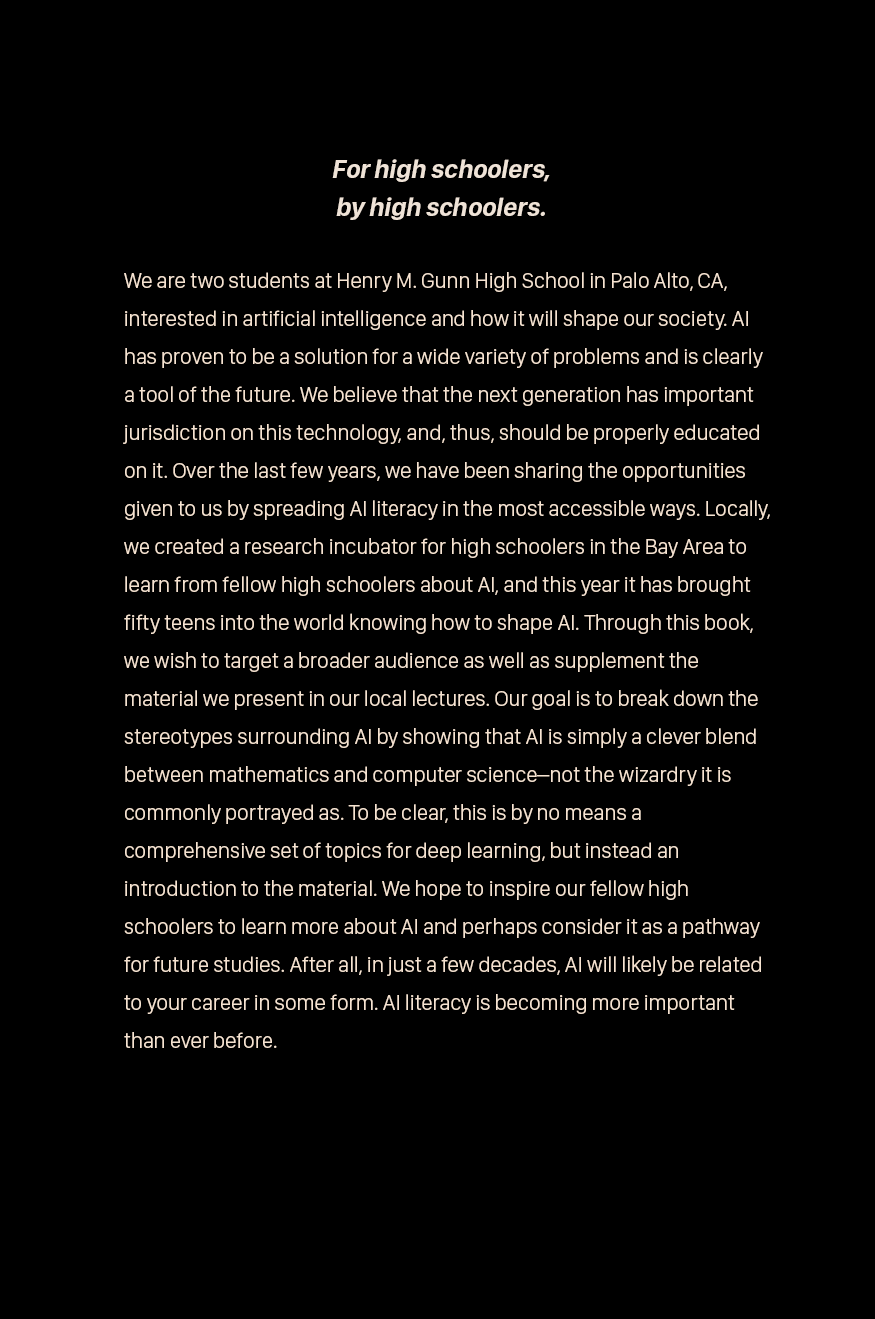 For high schoolers,
by high schoolers.
We are two students at Henry M. Gunn High School in Palo Alto, CA,
interested in artificial intelligence and how it will shape our society. AI
has proven to be a solution for a wide variety of problems and is clearly
a tool of the future. We believe that the next generation has important
jurisdiction on this technology, and, thus, should be properly educated
on it. Over the last few years, we have been sharing the opportunities
given to us by spreading AI literacy in the most accessible ways. Locally,
we created a research incubator for high schoolers in the Bay Area to
learn from fellow high schoolers about AI, and this year it has brought
fifty teens into the world knowing how to shape AI. Through this book,
we wish to target a broader audience as well as supplement the
material we present in our local lectures. Our goal is to break down the
stereotypes surrounding AI by showing that AI is simply a clever blend
between mathematics and computer science—not the wizardry it is
commonly portrayed as. To be clear, this is by no means a
comprehensive set of topics for deep learning, but instead an
introduction to the material. We hope to inspire our fellow high
schoolers to learn more about AI and perhaps consider it as a pathway
for future studies. After all, in just a few decades, AI will likely be related
to your career in some form. AI literacy is becoming more important
than ever before.